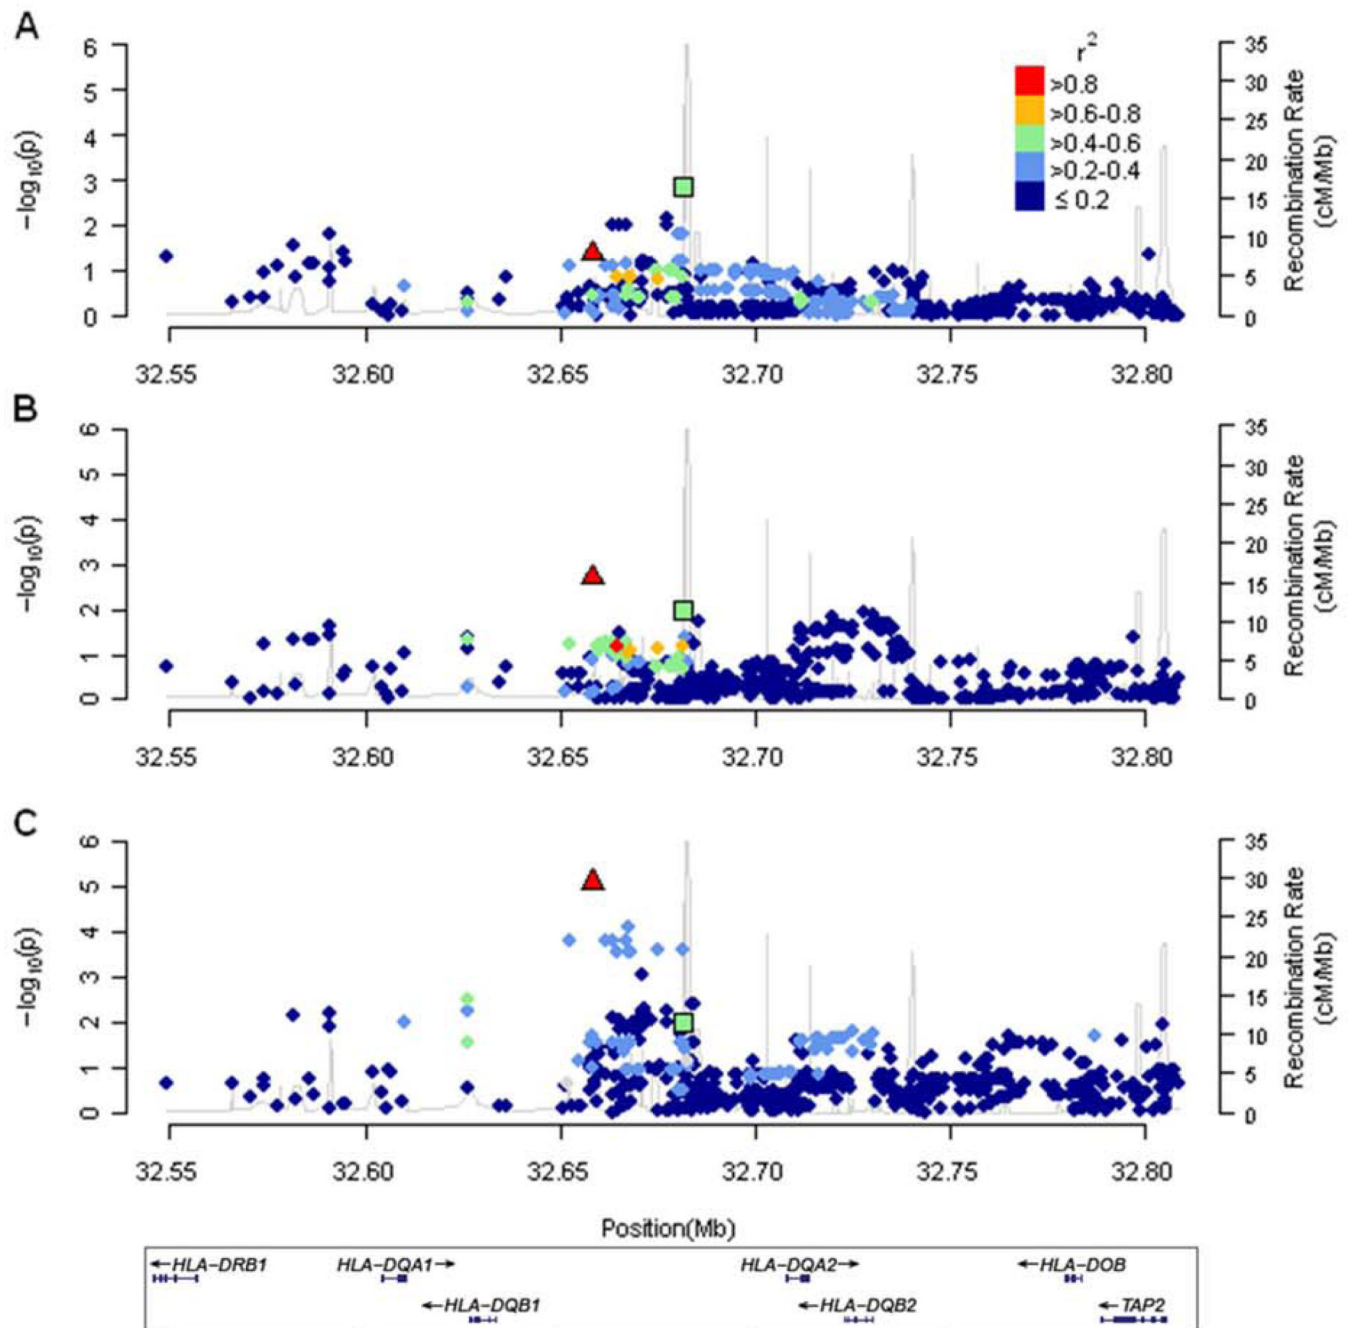 A
−log10(p)
6
5
4
3
2
1
0
r2
>0.8
>0.6-0.8
>0.4-0.6
>0.2-0.4
≤ 0.2
35
30
25
20
15
10
5
0
Recombination Rate
(cM/Mb)
32.55 32.60 32.65 32.70 32.75 32.80
B
−log10(p)
6
5
4
3
2
1
0
35
30
25
20
15
10
5
0
Recombination Rate
(cM/Mb)
32.55 32.60 32.65 32.70 32.75 32.80
C
−log10(p)
6
5
4
3
2
1
0
35
30
25
20
15
10
5
0
Recombination Rate
(cM/Mb)
32.55 32.60 32.65 32.70 32.75 32.80
Position(Mb)
←HLA−DRB1 HLA−DQA1→ HLA−DQA2→ ←HLA−DOB
←HLA−DQB1 ←HLA−DQB2 ←TAP2